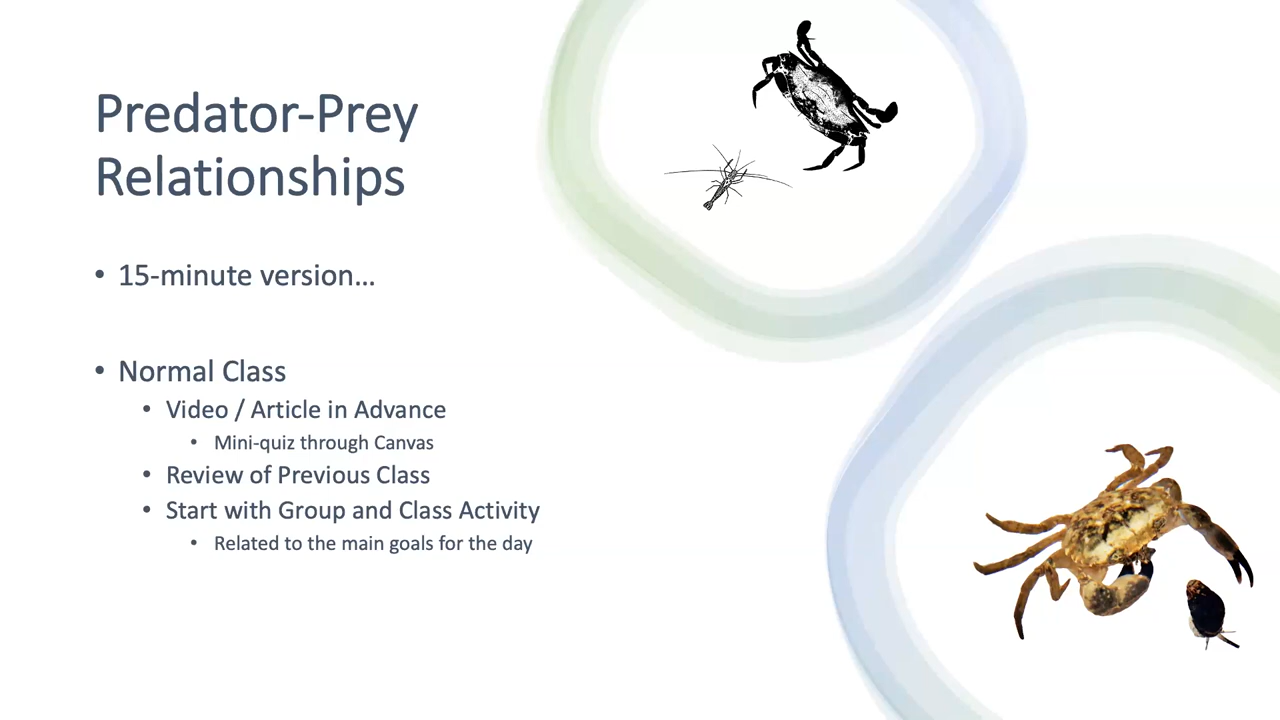 Predator-Prey
Relationships
• 15-minute version…
• Normal Class
• Video / Article in Advance
• Mini-quiz through Canvas
• Review of Previous Class
• Start with Group and Class Activity
• Related to the main goals for the day